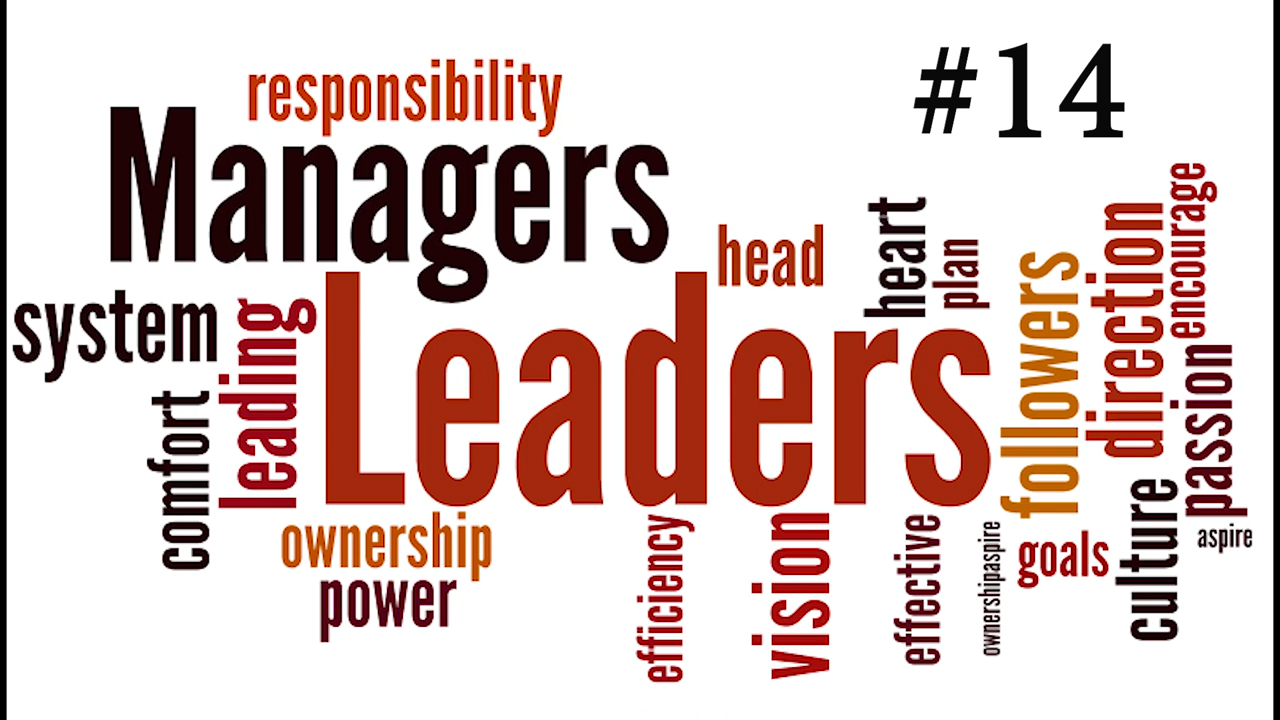 #14
responsibility
Managers
head
heart
plan
encourage
system
leading
Leaders
followers
direction
comfort
passion
ownership
power
efficiency
vision
effective
ownershipaspire
goals
culture
aspire